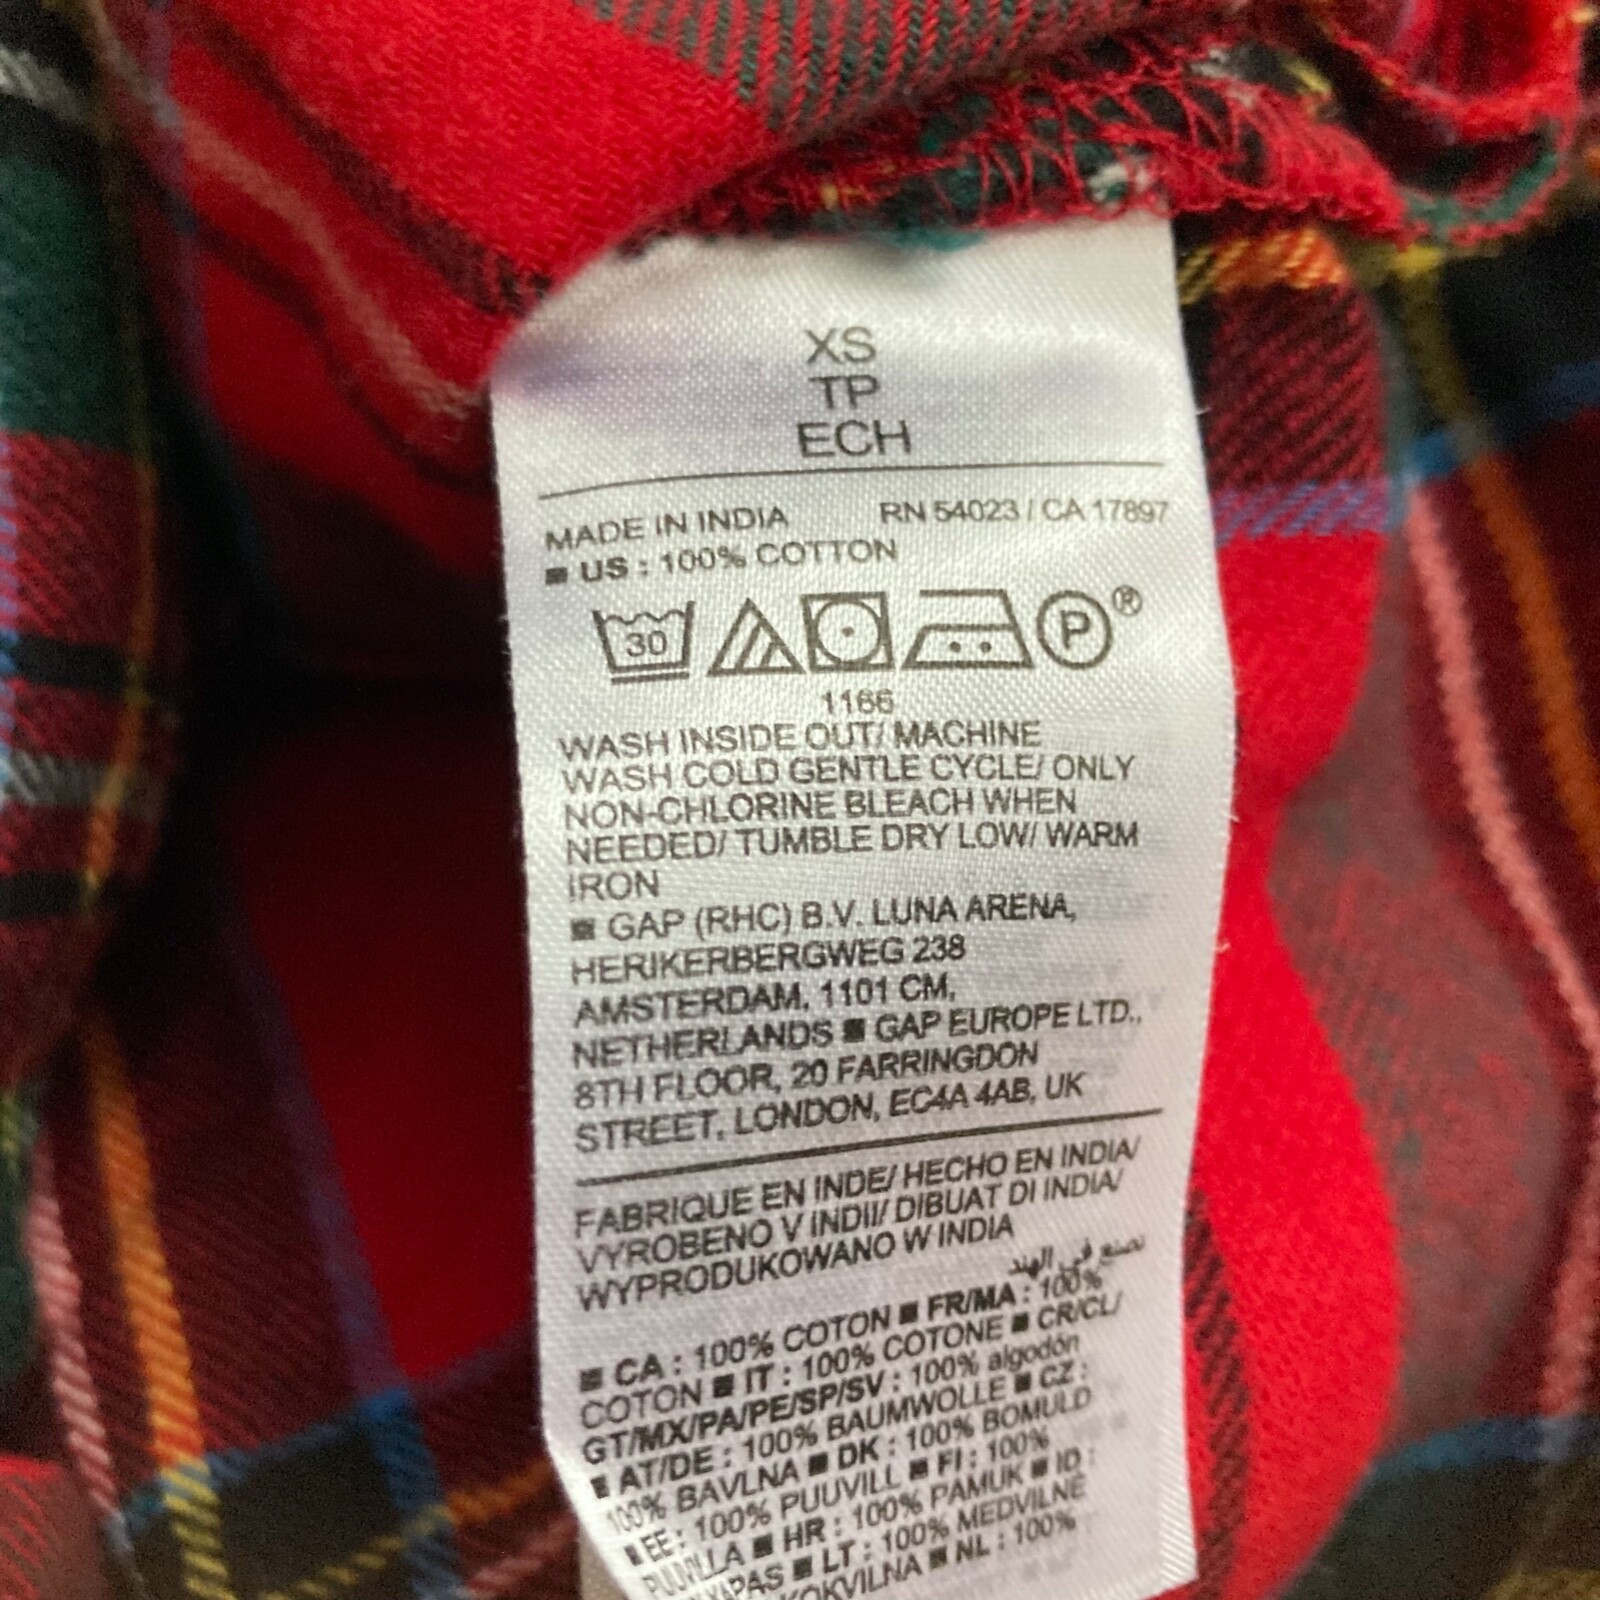 XS
TP
ECH
MADE IN INDIA RN 54023 / CA 17897
■ US : 100% COTTON
30 P ®
1166
WASH INSIDE OUT/ MACHINE
WASH COLD GENTLE CYCLE/ ONLY
NON-CHLORINE BLEACH WHEN
NEEDED/ TUMBLE DRY LOW/ WARM
IRON
■ GAP (RHC) B.V. LUNA ARENA,
HERIKERBERGWEG 238
AMSTERDAM, 1101 CM,
NETHERLANDS ■ GAP EUROPE LTD.,
8TH FLOOR, 20 FARRINGDON
STREET, LONDON, EC4A 4AB, UK
FABRIQUE EN INDE/ HECHO EN INDIA/
VYROBENO V INDII/ DIBUAT DI INDIA/
WYPRODUKOWANO W INDIA
تصنع في الهند
■ CA : 100% COTON ■ FR/MA : 100%
COTON ■ IT : 100% COTONE ■ CR/CL/
GT/MX/PA/PE/SP/SV : 100% algodón
■ AT/DE : 100% BAUMWOLLE ■ CZ :
100% BAVLNA ■ DK : 100% BOMULD
■ EE : 100% PUUVILL ■ FI : 100%
PUUVILLA ■ HR : 100% PAMUK ■ ID :
KAPAS ■ LT : 100% MEDVILNĖ
KOKVILNA ■ NL : 100%